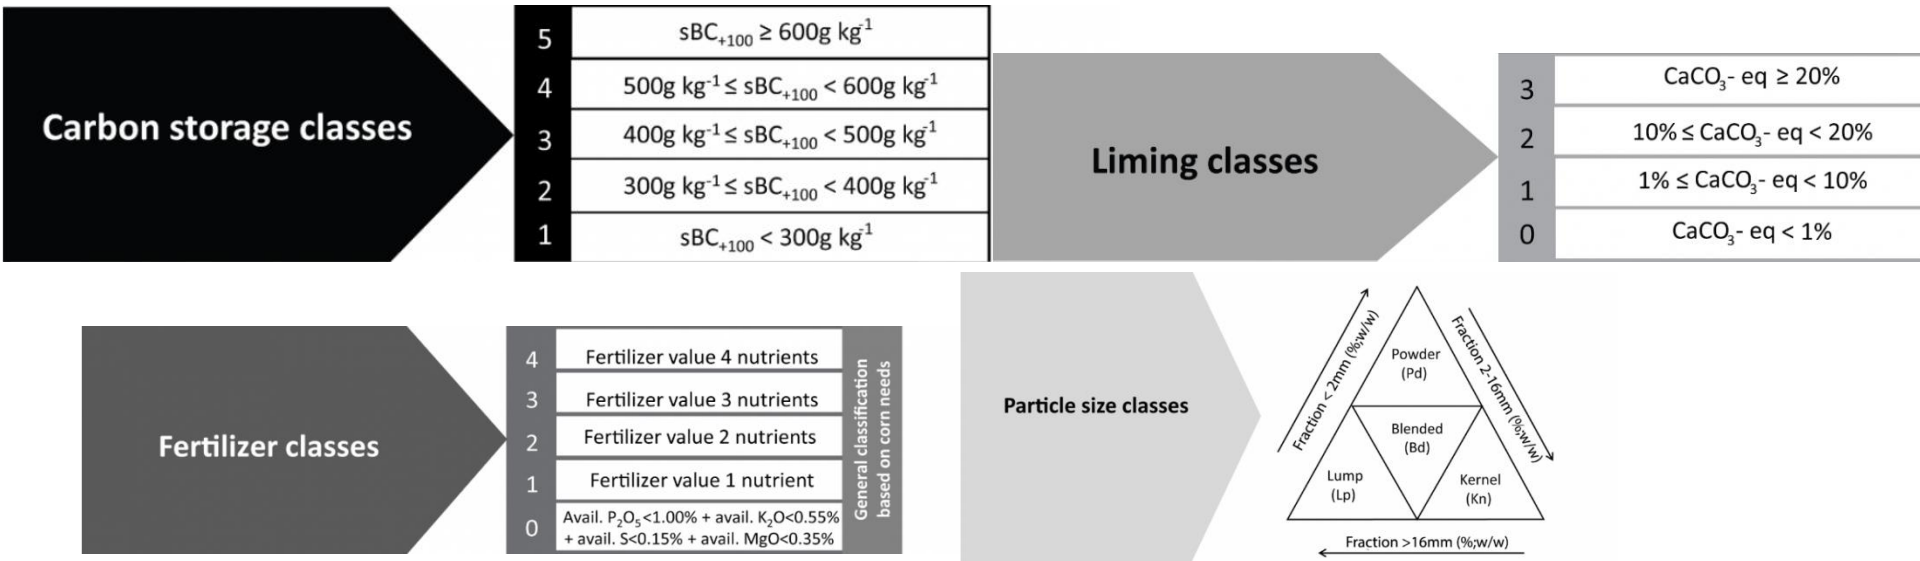 Carbon storage classes
5
sBC+100 ≥ 600g kg-1
4
500g kg-1 ≤ sBC+100 < 600g kg-1
3
400g kg-1 ≤ sBC+100 < 500g kg-1
2
300g kg-1 ≤ sBC+100 < 400g kg-1
1
sBC+100 < 300g kg-1
Liming classes
3
CaCO3- eq ≥ 20%
2
10% ≤ CaCO3- eq < 20%
1
1% ≤ CaCO3- eq < 10%
0
CaCO3- eq < 1%
Fertilizer classes
4
Fertilizer value 4 nutrients
3
Fertilizer value 3 nutrients
2
Fertilizer value 2 nutrients
1
Fertilizer value 1 nutrient
0
Avail. P2O5<1.00% + avail. K2O<0.55%
+ avail. S<0.15% + avail. MgO<0.35%
General classification
based on corn needs
Particle size classes
Fraction < 2mm (%;w/w)
Fraction 2-16mm (%;w/w)
Powder
(Pd)
Blended
(Bd)
Lump
(Lp)
Kernel
(Kn)
Fraction >16mm (%;w/w)